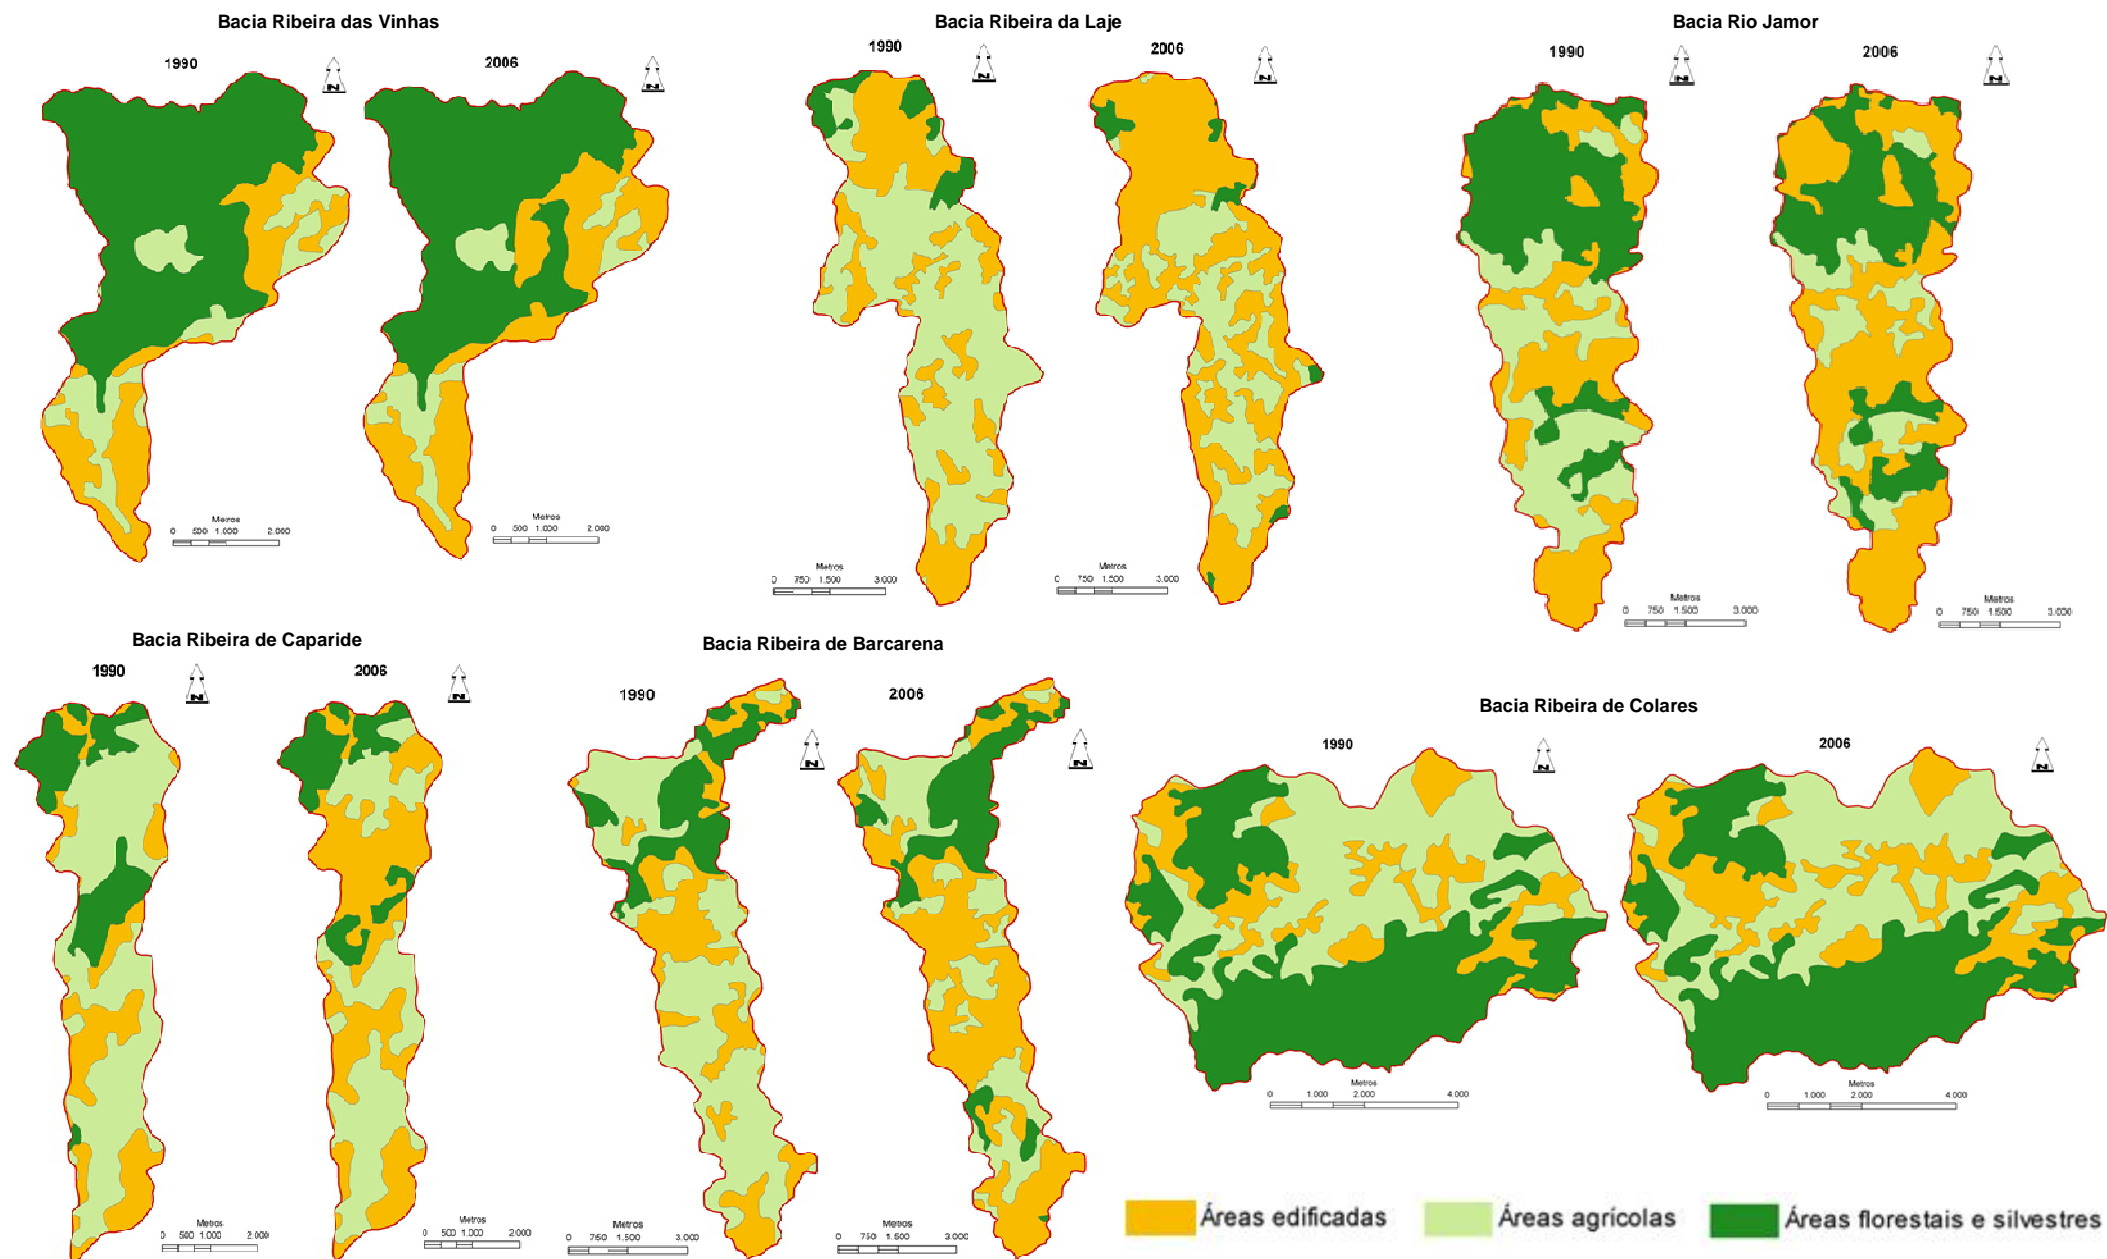 Bacia Ribeira das Vinhas
1990
N
2006
N
Metros
0 500 1.000 2.000
Metros
0 500 1.000 2.000
Bacia Ribeira da Laje
1990
N
2006
N
Metros
0 750 1.500 3.000
Metros
0 750 1.500 3.000
Bacia Rio Jamor
1990
N
2006
N
Metros
0 750 1.500 3.000
Metros
0 750 1.500 3.000
Bacia Ribeira de Caparide
1990
N
2006
N
Metros
0 500 1.000 2.000
Metros
0 500 1.000 2.000
Bacia Ribeira de Barcarena
1990
N
2006
N
Metros
0 750 1.500 3.000
Metros
0 750 1.500 3.000
Bacia Ribeira de Colares
1990
N
2006
N
Metros
0 1.000 2.000 4.000
Metros
0 1.000 2.000 4.000
Áreas edificadas
Áreas agrícolas
Áreas florestais e silvestres